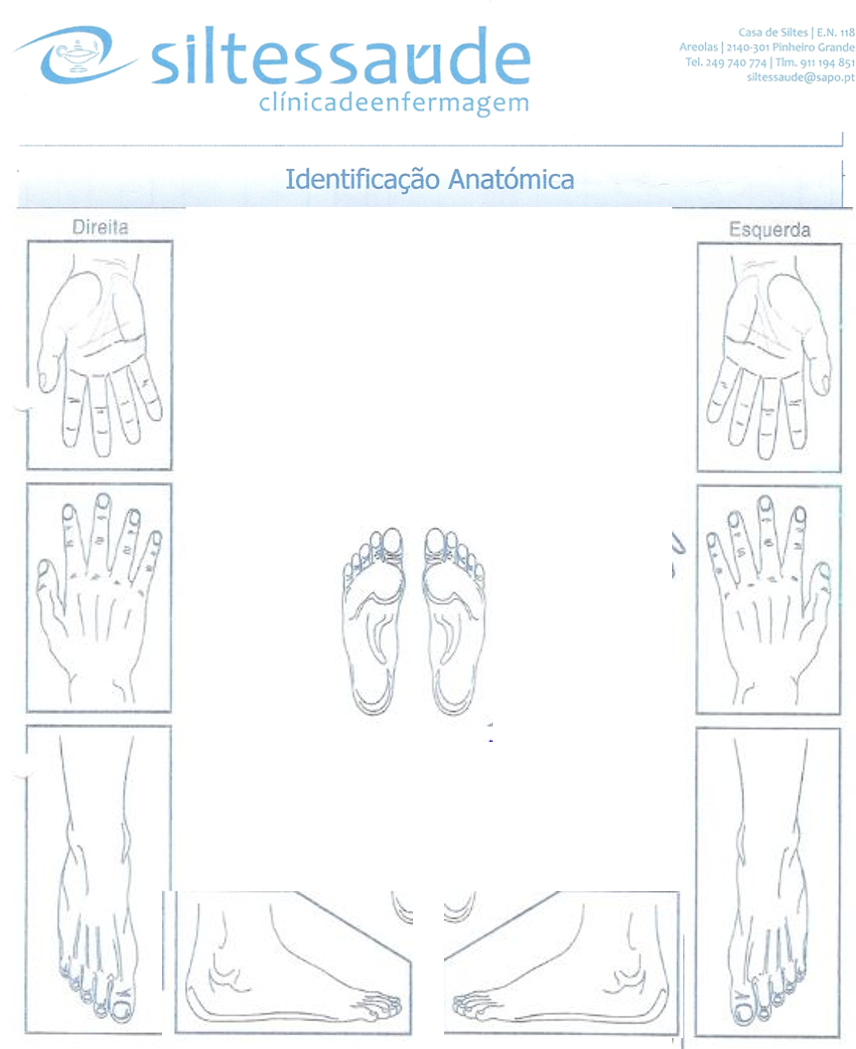 siltessaúde
clínicadeenfermagem
Casa de Siltes | E.N. 118
Areolas | 2140-301 Pinheiro Grande
Tel. 249 740 774 | Tlm. 911 194 851
siltessaude@sapo.pt
Identificação Anatómica
Direita
Esquerda